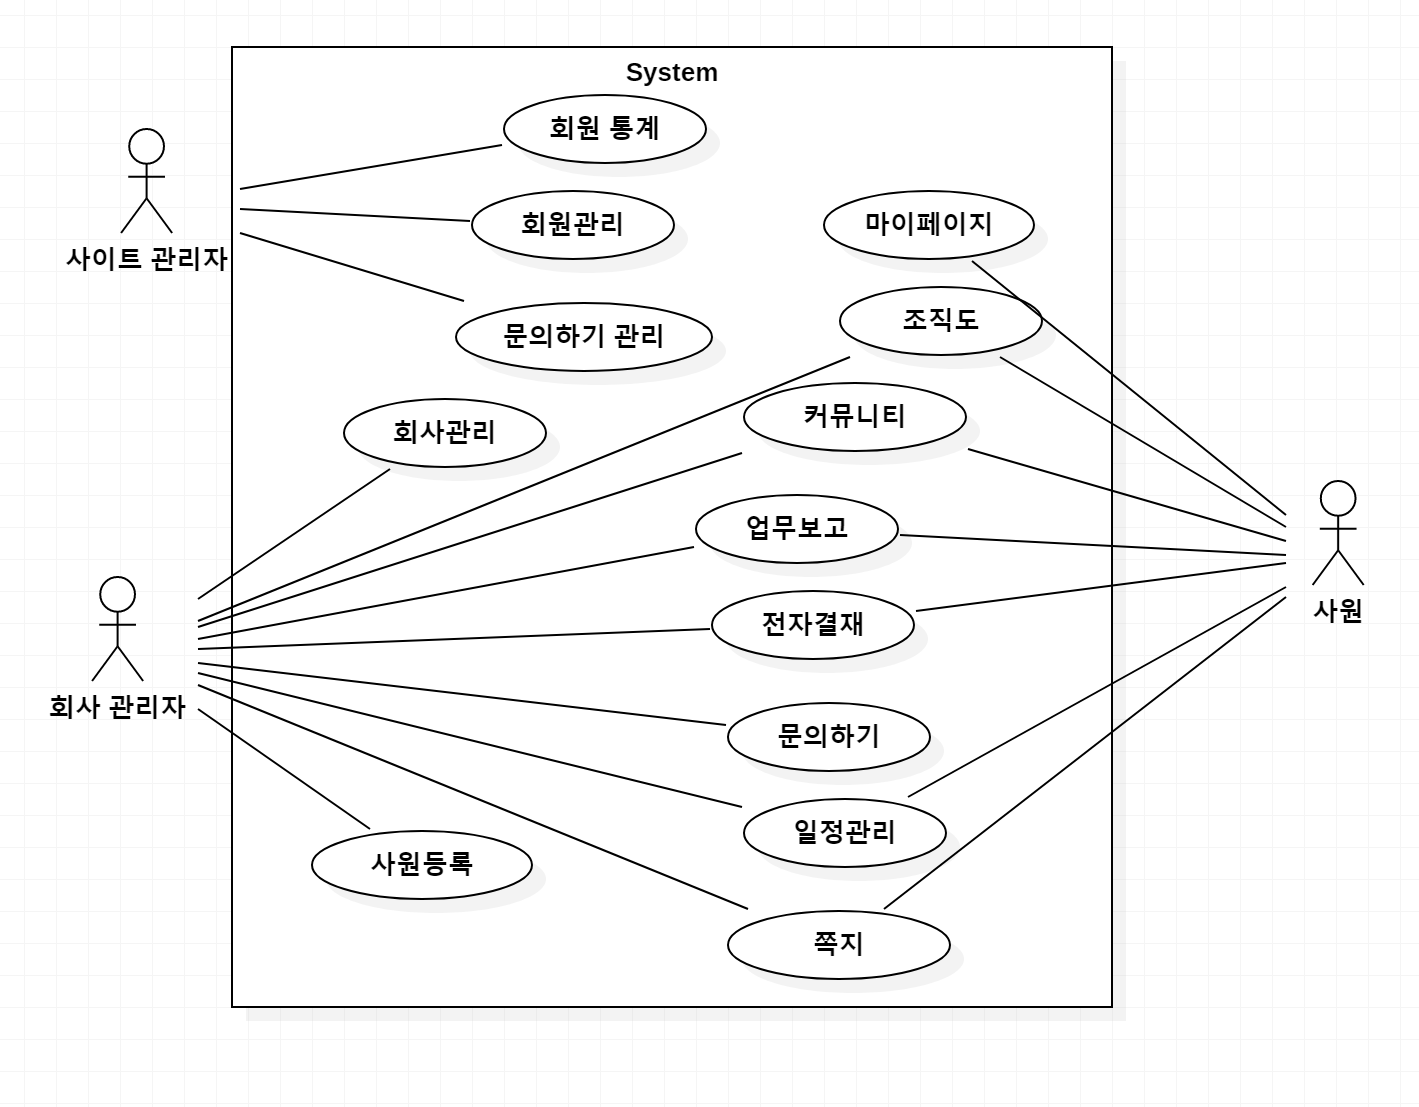 System
회원 통계
사이트 관리자
회원관리
마이페이지
조직도
문의하기 관리
회사관리
커뮤니티
업무보고
전자결재
사원
회사 관리자
문의하기
일정관리
사원등록
쪽지